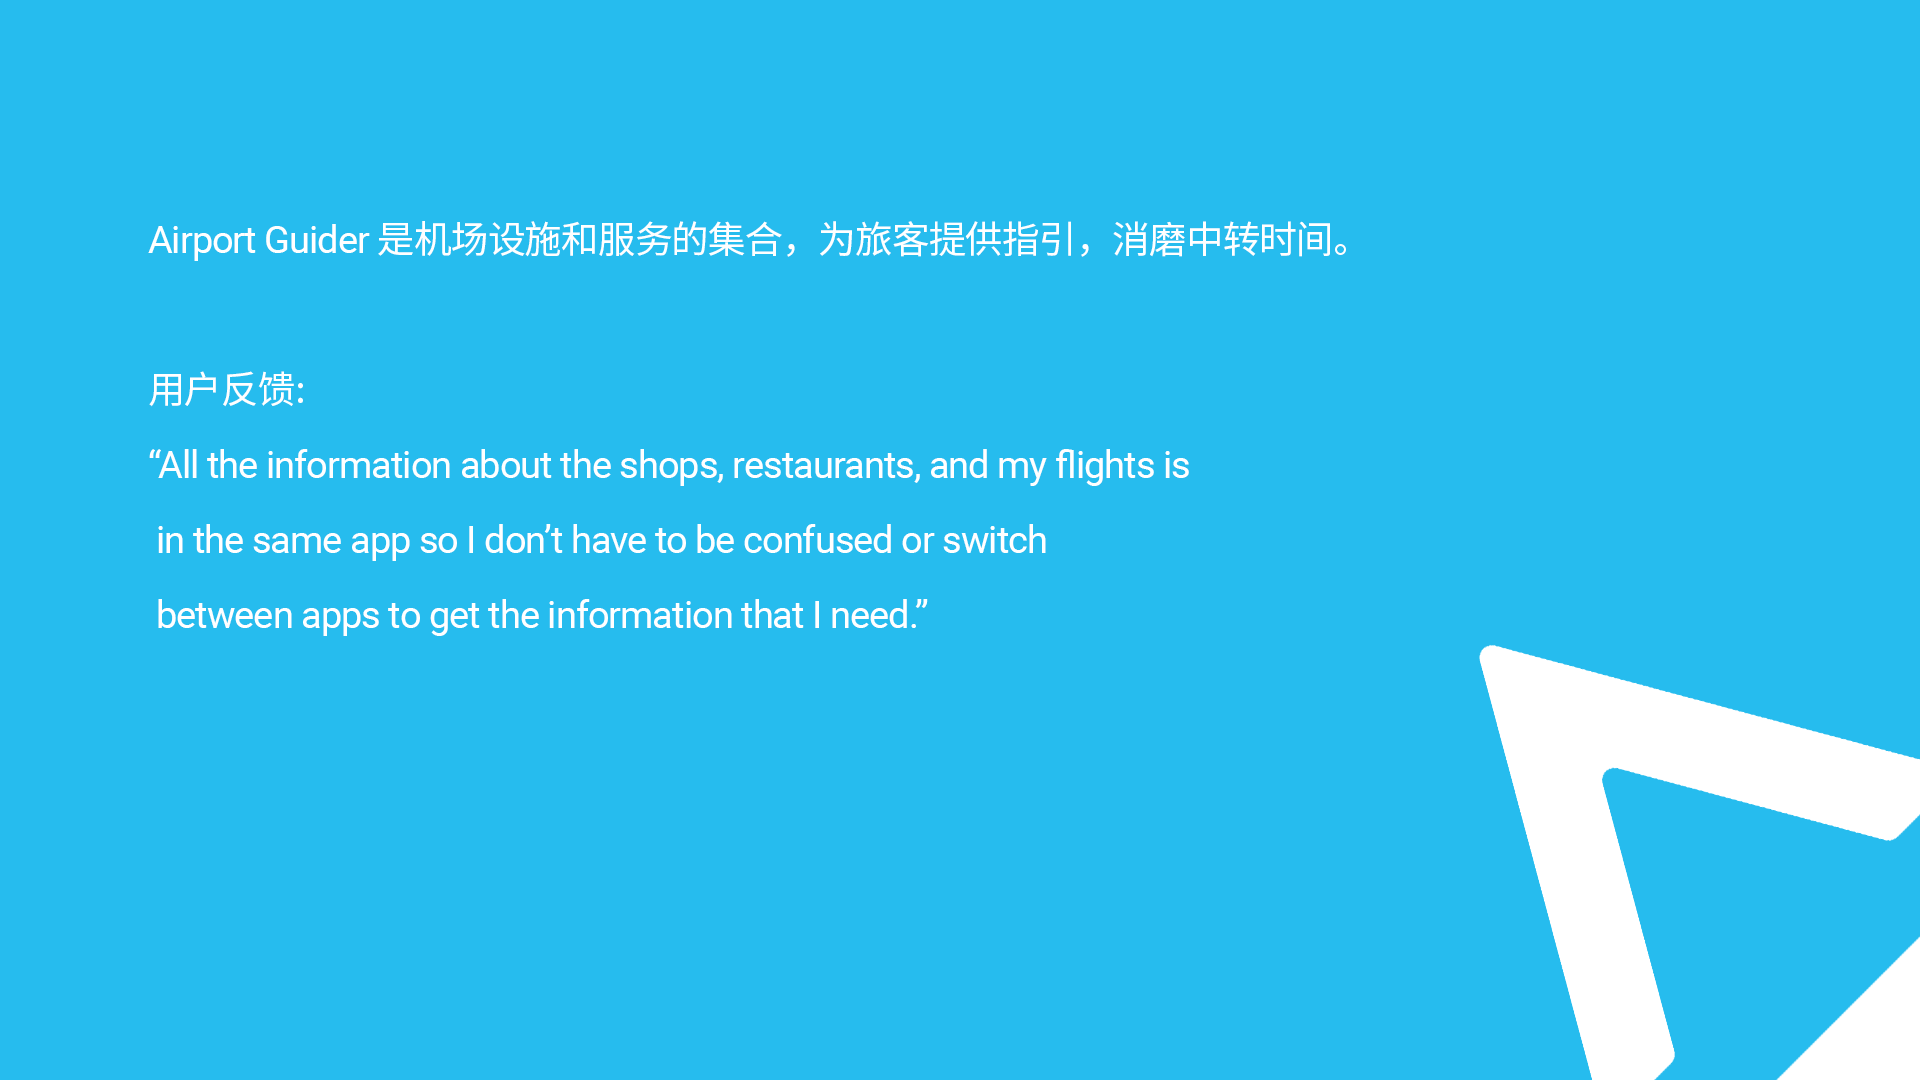 Airport Guider 是机场设施和服务的集合，为旅客提供指引，消磨中转时间。
用户反馈:
“All the information about the shops, restaurants, and my flights is
in the same app so I don’t have to be confused or switch
between apps to get the information that I need.”